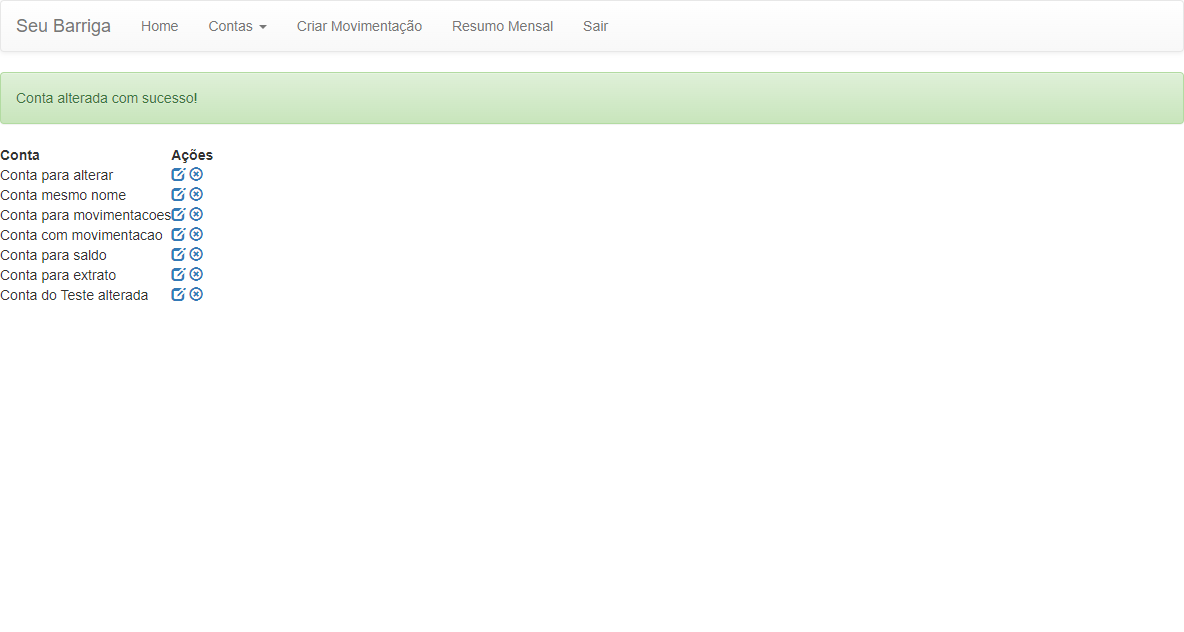 Seu Barriga Home Contas Criar Movimentação Resumo Mensal Sair
Conta alterada com sucesso!
Conta Ações
Conta para alterar
Conta mesmo nome
Conta para movimentacoes
Conta com movimentacao
Conta para saldo
Conta para extrato
Conta do Teste alterada